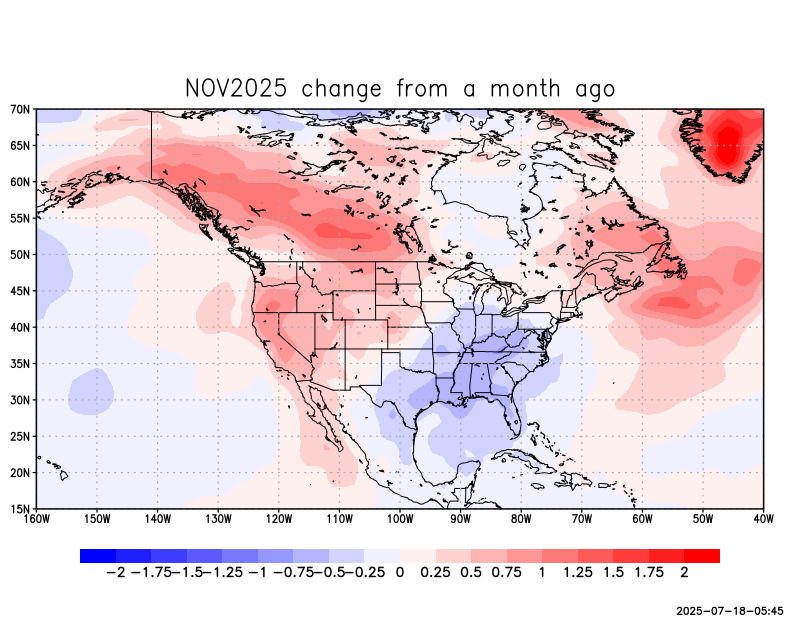 NOV2025 change from a month ago
70N
65N
60N
55N
50N
45N
40N
35N
30N
25N
20N
15N
160W 150W 140W 130W 120W 110W 100W 90W 80W 70W 60W 50W 40W
-2 -1.75 -1.5 -1.25 -1 -0.75 -0.5 -0.25 0 0.25 0.5 0.75 1 1.25 1.5 1.75 2
2025-07-18-05:45